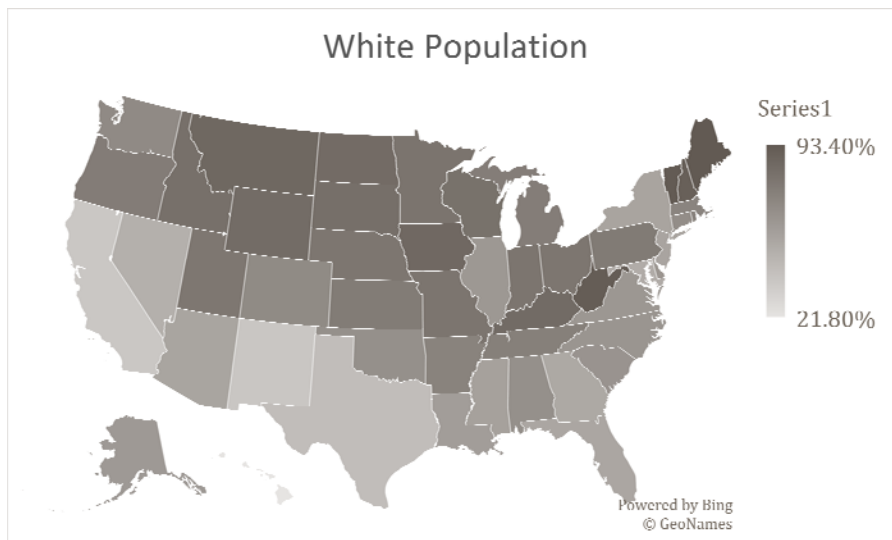 White Population
Series1
93.40%
21.80%
Powered by Bing
© GeoNames